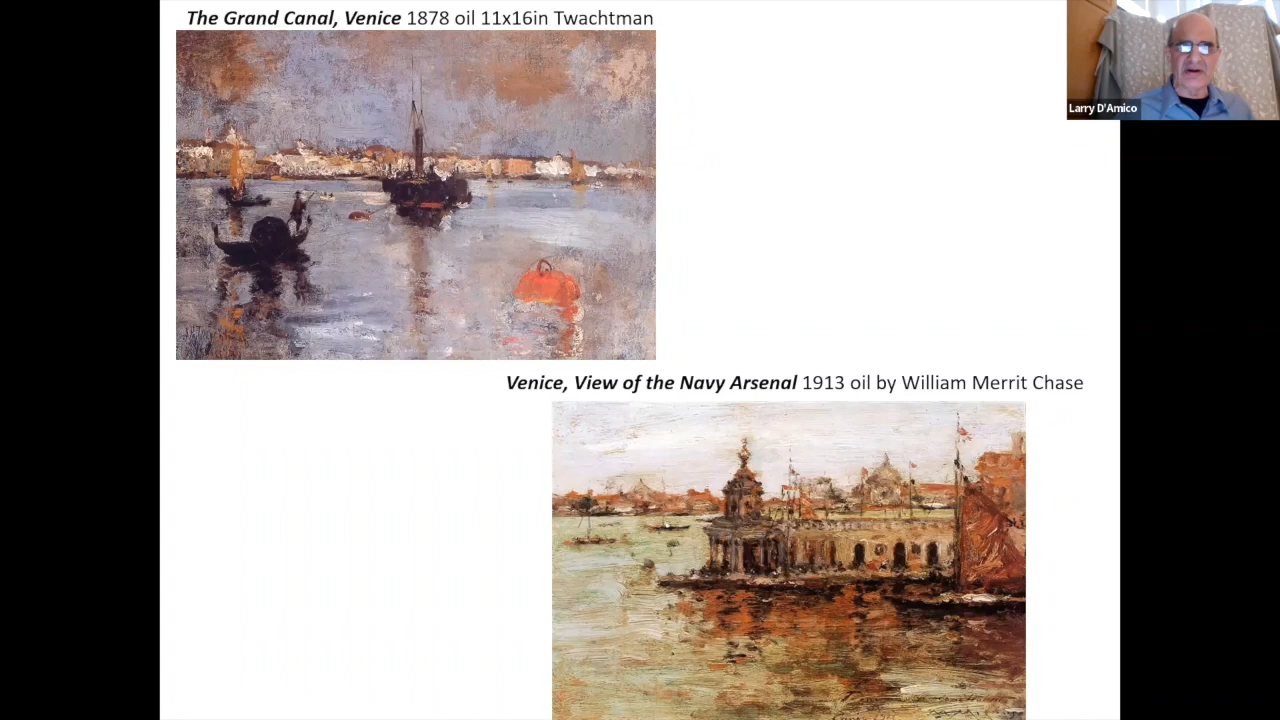 The Grand Canal, Venice 1878 oil 11x16in Twachtman
Larry D'Amico
Venice, View of the Navy Arsenal 1913 oil by William Merrit Chase